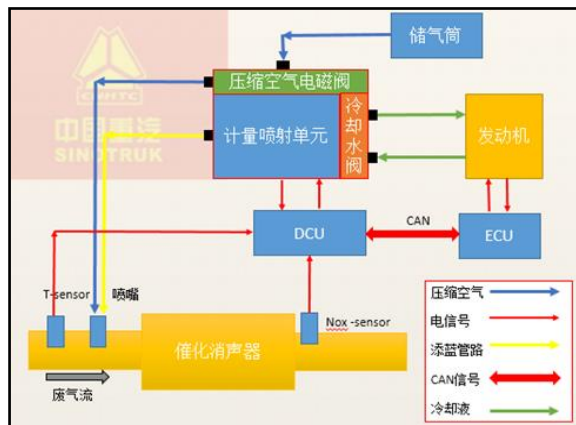 储气筒
CNHTC
中国重汽
SINOTRUK
压缩空气电磁阀
计量喷射单元
冷却水阀
发动机
DCU
CAN
ECU
T-sensor
喷嘴
Nox -sensor
催化消声器
废气流
压缩空气
电信号
添蓝管路
CAN信号
冷却液